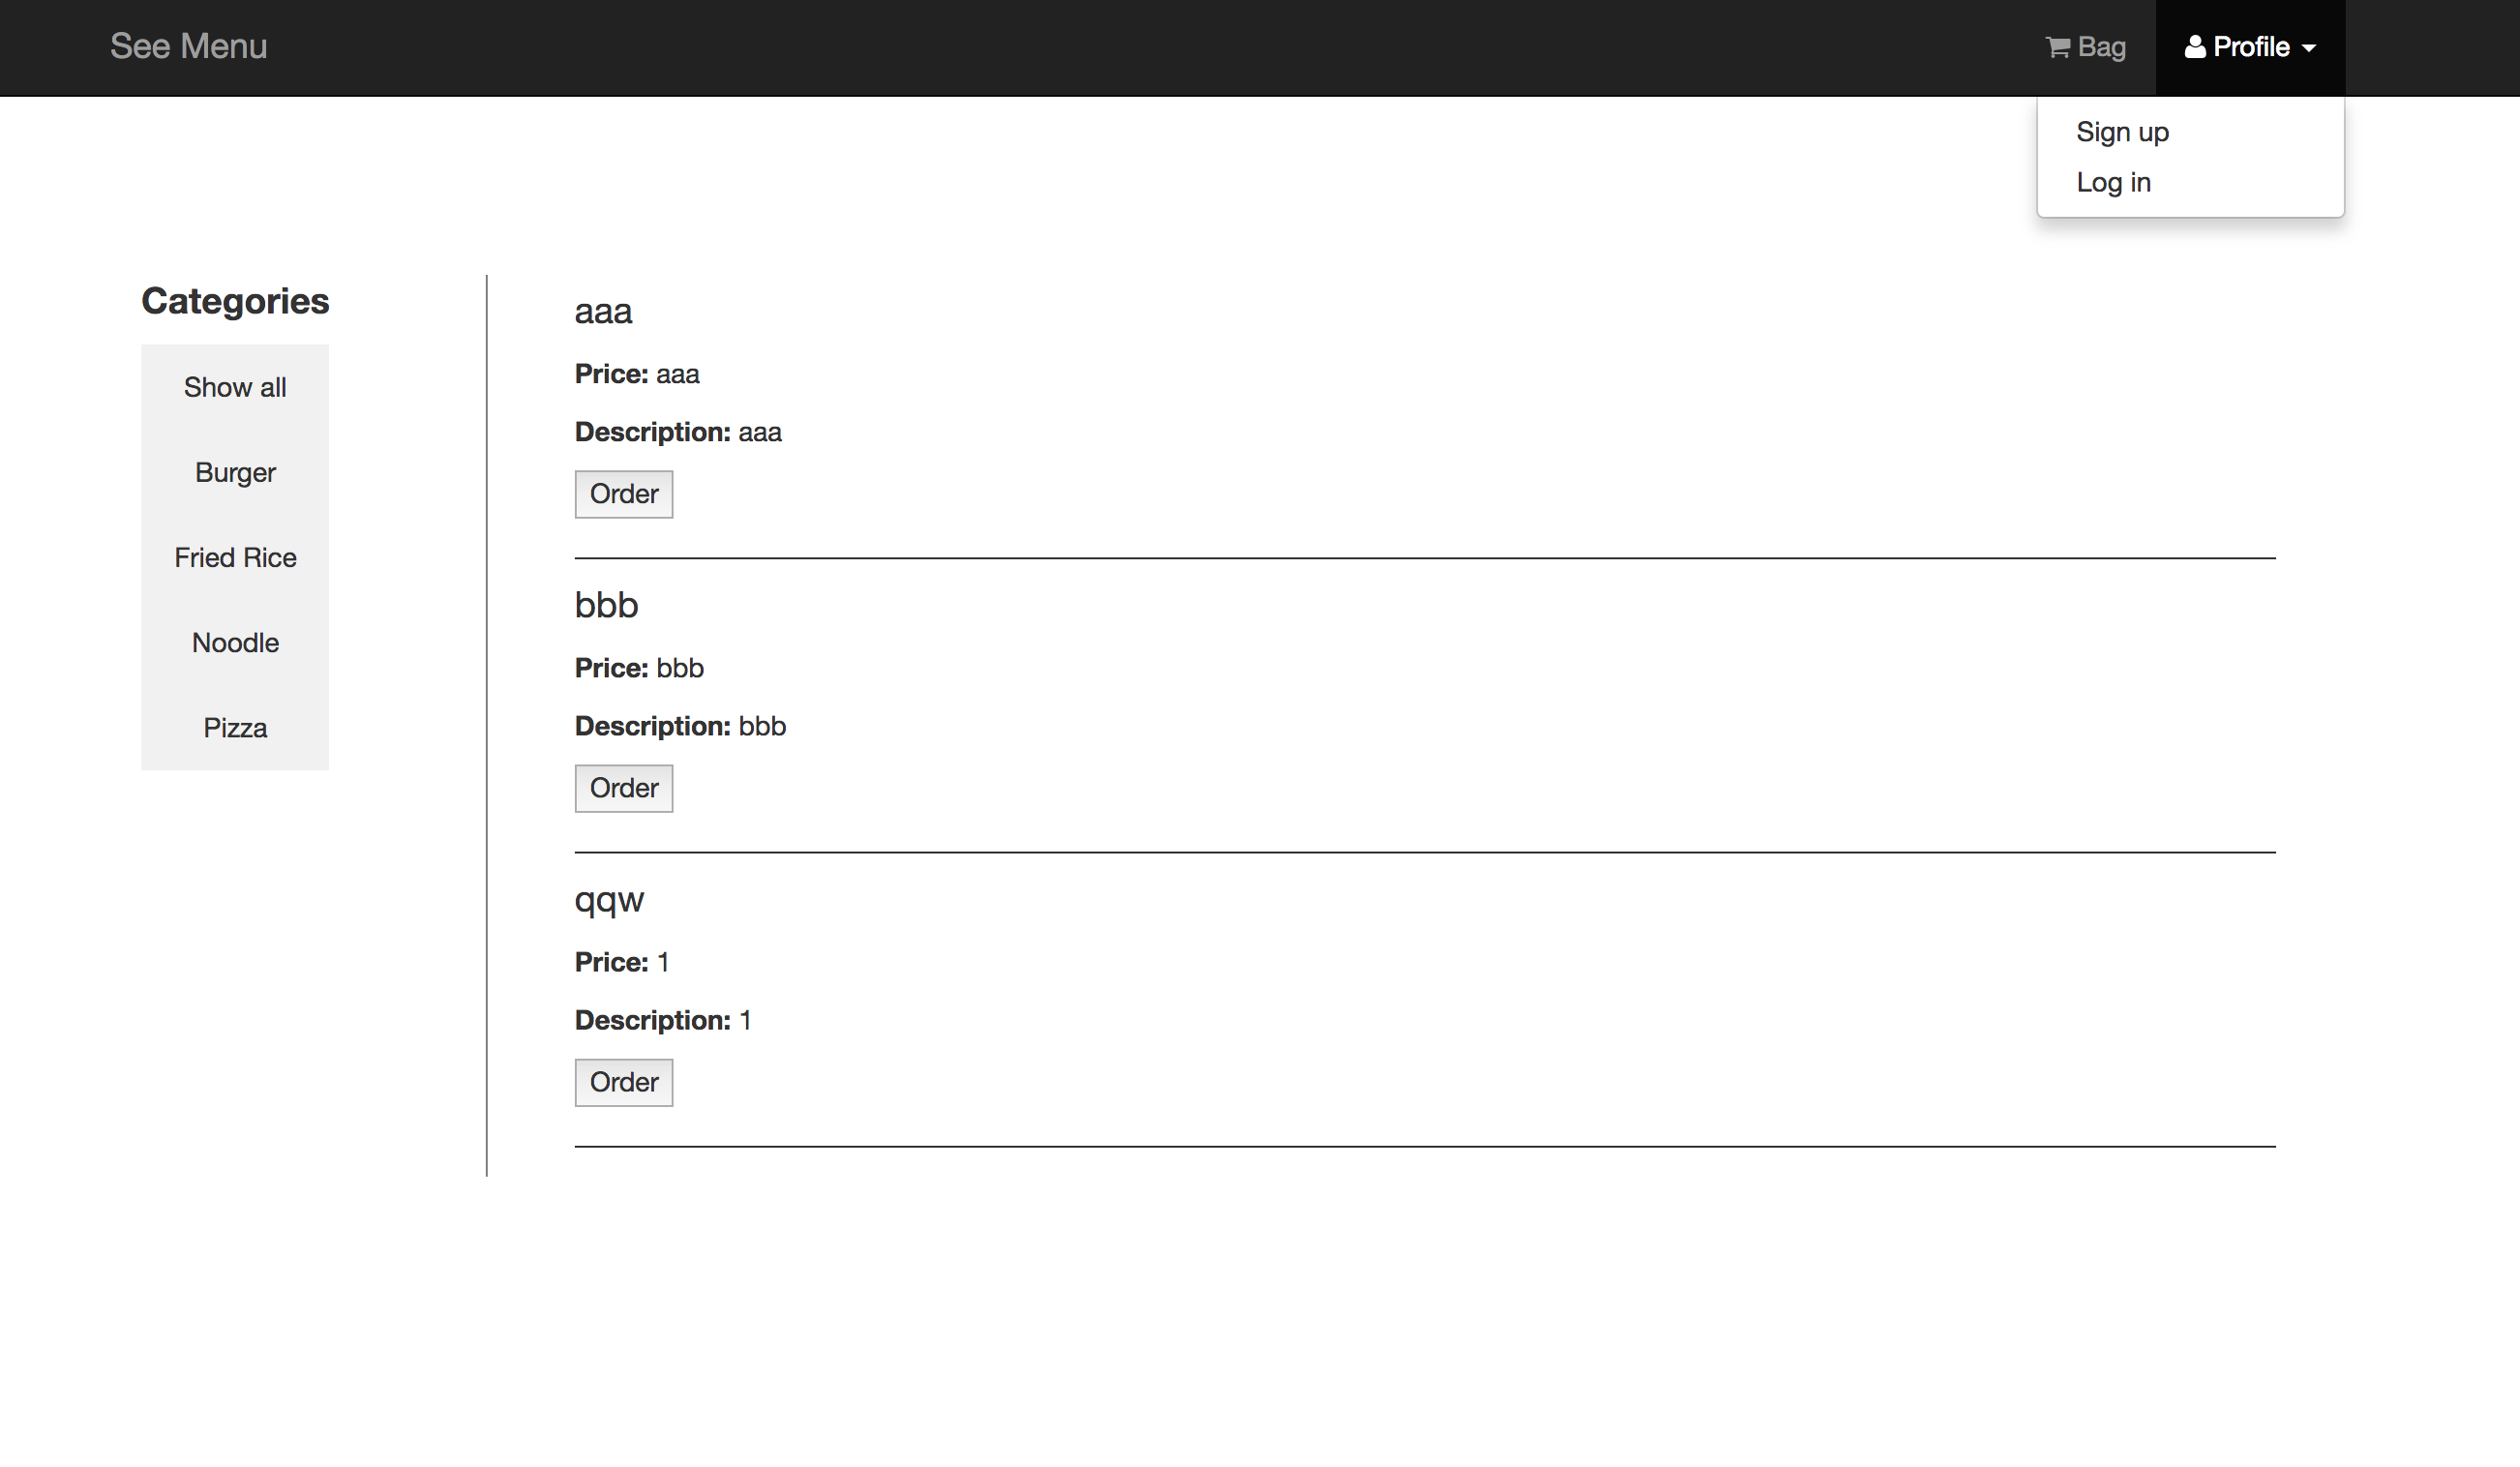 See Menu
Bag
Profile
Sign up
Log in
Categories
Show all
Burger
Fried Rice
Noodle
Pizza
aaa
Price: aaa
Description: aaa
Order
bbb
Price: bbb
Description: bbb
Order
qqw
Price: 1
Description: 1
Order